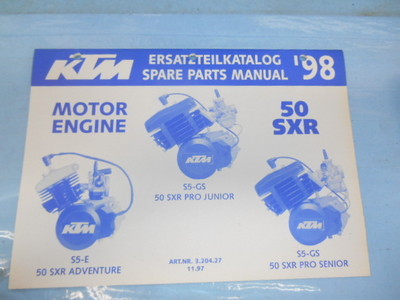 KTM
ERSATZTEILKATALOG
SPARE PARTS MANUAL
'98
MOTOR
ENGINE
50
SXR
KTM
S5-GS
50 SXR PRO JUNIOR
KTM
S5-E
50 SXR ADVENTURE
ART.NR. 3.204.27
11.97
KTM
S5-GS
50 SXR PRO SENIOR